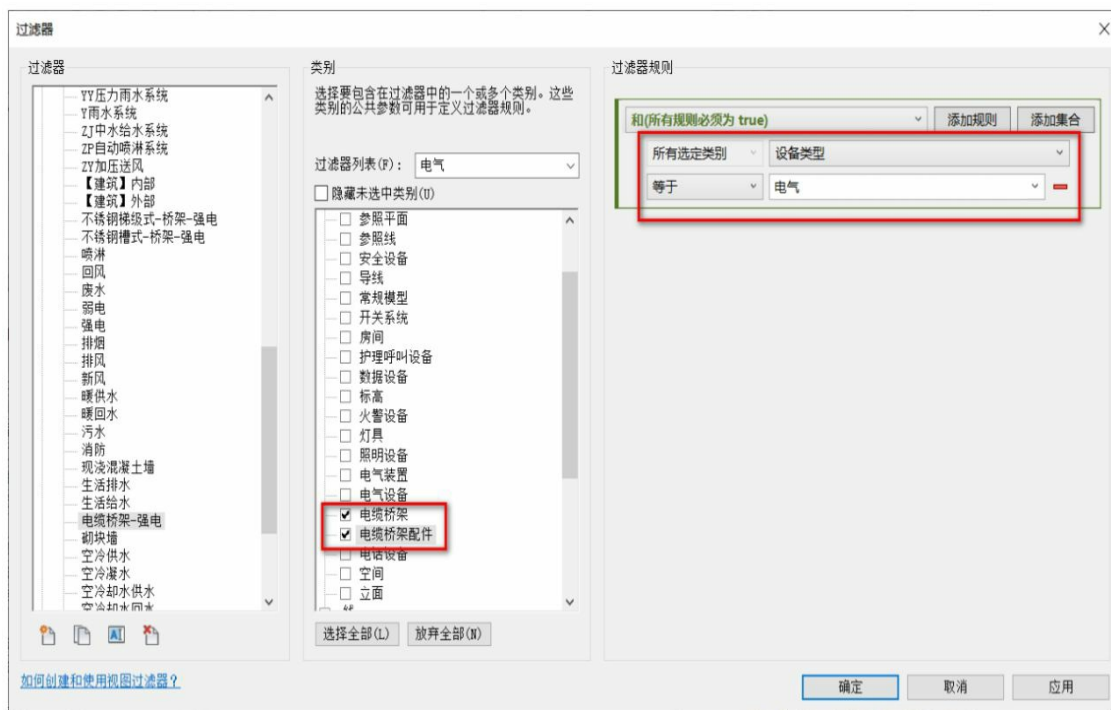 过滤器
过滤器
YY压力雨水系统
Y雨水系统
ZJ中水给水系统
ZP自动喷淋系统
ZY加压送风
【建筑】内部
【建筑】外部
不锈钢梯级式-桥架-强电
不锈钢槽式-桥架-强电
喷淋
回风
废水
弱电
强电
排烟
排风
新风
暖供水
暖回水
污水
消防
现浇混凝土墙
生活排水
生活给水
电缆桥架-强电
砌块墙
空冷供水
空冷凝水
空冷却水供水
空冷却水回水
如何创建和使用视图过滤器?
类别
选择要包含在过滤器中的一个或多个类别。这些
类别的公共参数可用于定义过滤器规则。
过滤器列表(F): 电气
隐藏未选中类别(U)
参照平面
参照线
安全设备
导线
常规模型
开关系统
房间
护理呼叫设备
数据设备
标高
火警设备
灯具
照明设备
电气装置
电气设备
电缆桥架
电缆桥架配件
电话设备
空间
立面
选择全部(L) 放弃全部(N)
过滤器规则
和(所有规则必须为 true) 添加规则 添加集合
所有选定类别 设备类型
等于 电气
确定 取消 应用